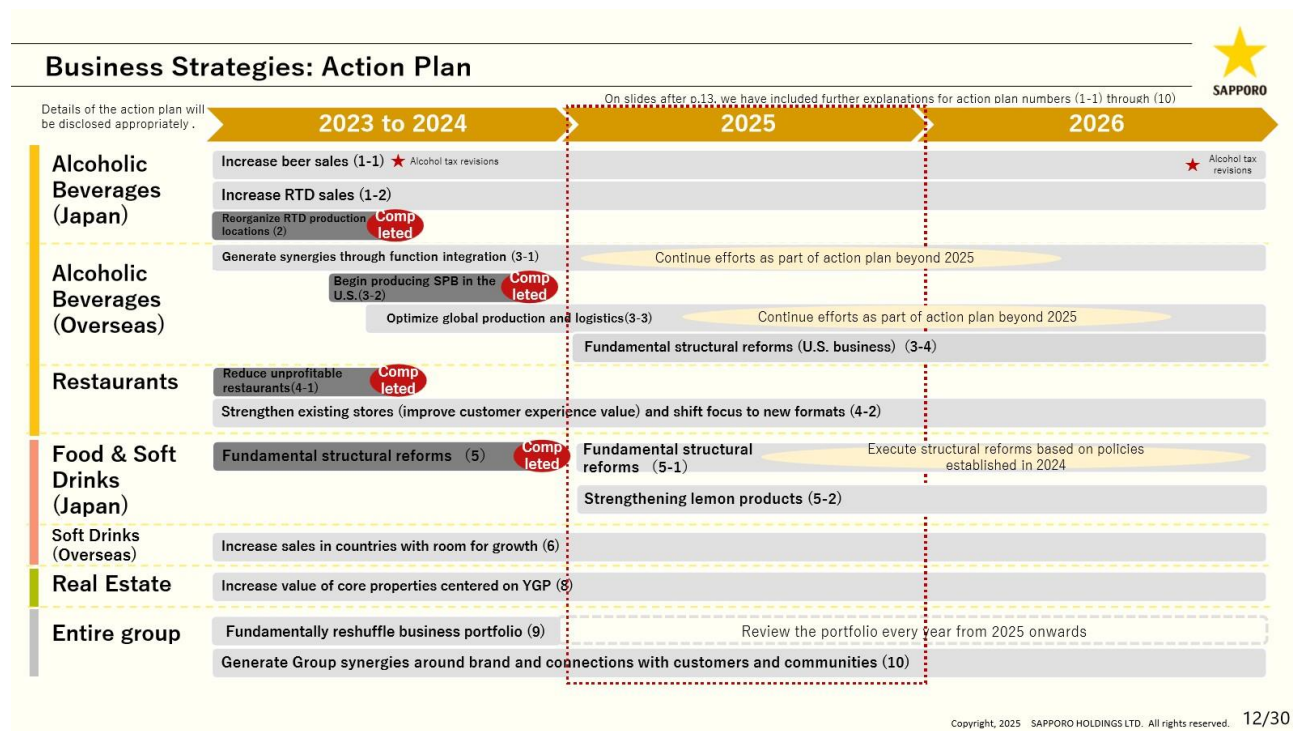 Business Strategies: Action Plan
SAPPORO
Details of the action plan will
be disclosed appropriately .
On slides after p.13, we have included further explanations for action plan numbers (1-1) through (10)
2023 to 2024
2025
2026
Alcoholic
Beverages
(Japan)
Increase beer sales (1-1) ★ Alcohol tax revisions
★ Alcohol tax
revisions
Increase RTD sales (1-2)
Reorganize RTD production
locations (2)
Comp
leted
Alcoholic
Beverages
(Overseas)
Generate synergies through function integration (3-1)
Continue efforts as part of action plan beyond 2025
Begin producing SPB in the
U.S.(3-2)
Comp
leted
Optimize global production and logistics(3-3)
Continue efforts as part of action plan beyond 2025
Fundamental structural reforms (U.S. business) (3-4)
Restaurants
Reduce unprofitable
restaurants(4-1)
Comp
leted
Strengthen existing stores (improve customer experience value) and shift focus to new formats (4-2)
Food & Soft
Drinks
(Japan)
Fundamental structural reforms (5)
Comp
leted
Fundamental structural
reforms (5-1)
Execute structural reforms based on policies
established in 2024
Strengthening lemon products (5-2)
Soft Drinks
(Overseas)
Increase sales in countries with room for growth (6)
Real Estate
Increase value of core properties centered on YGP (8)
Entire group
Fundamentally reshuffle business portfolio (9)
Review the portfolio every year from 2025 onwards
Generate Group synergies around brand and connections with customers and communities (10)
Copyright, 2025 SAPPORO HOLDINGS LTD. All rights reserved.
12/30